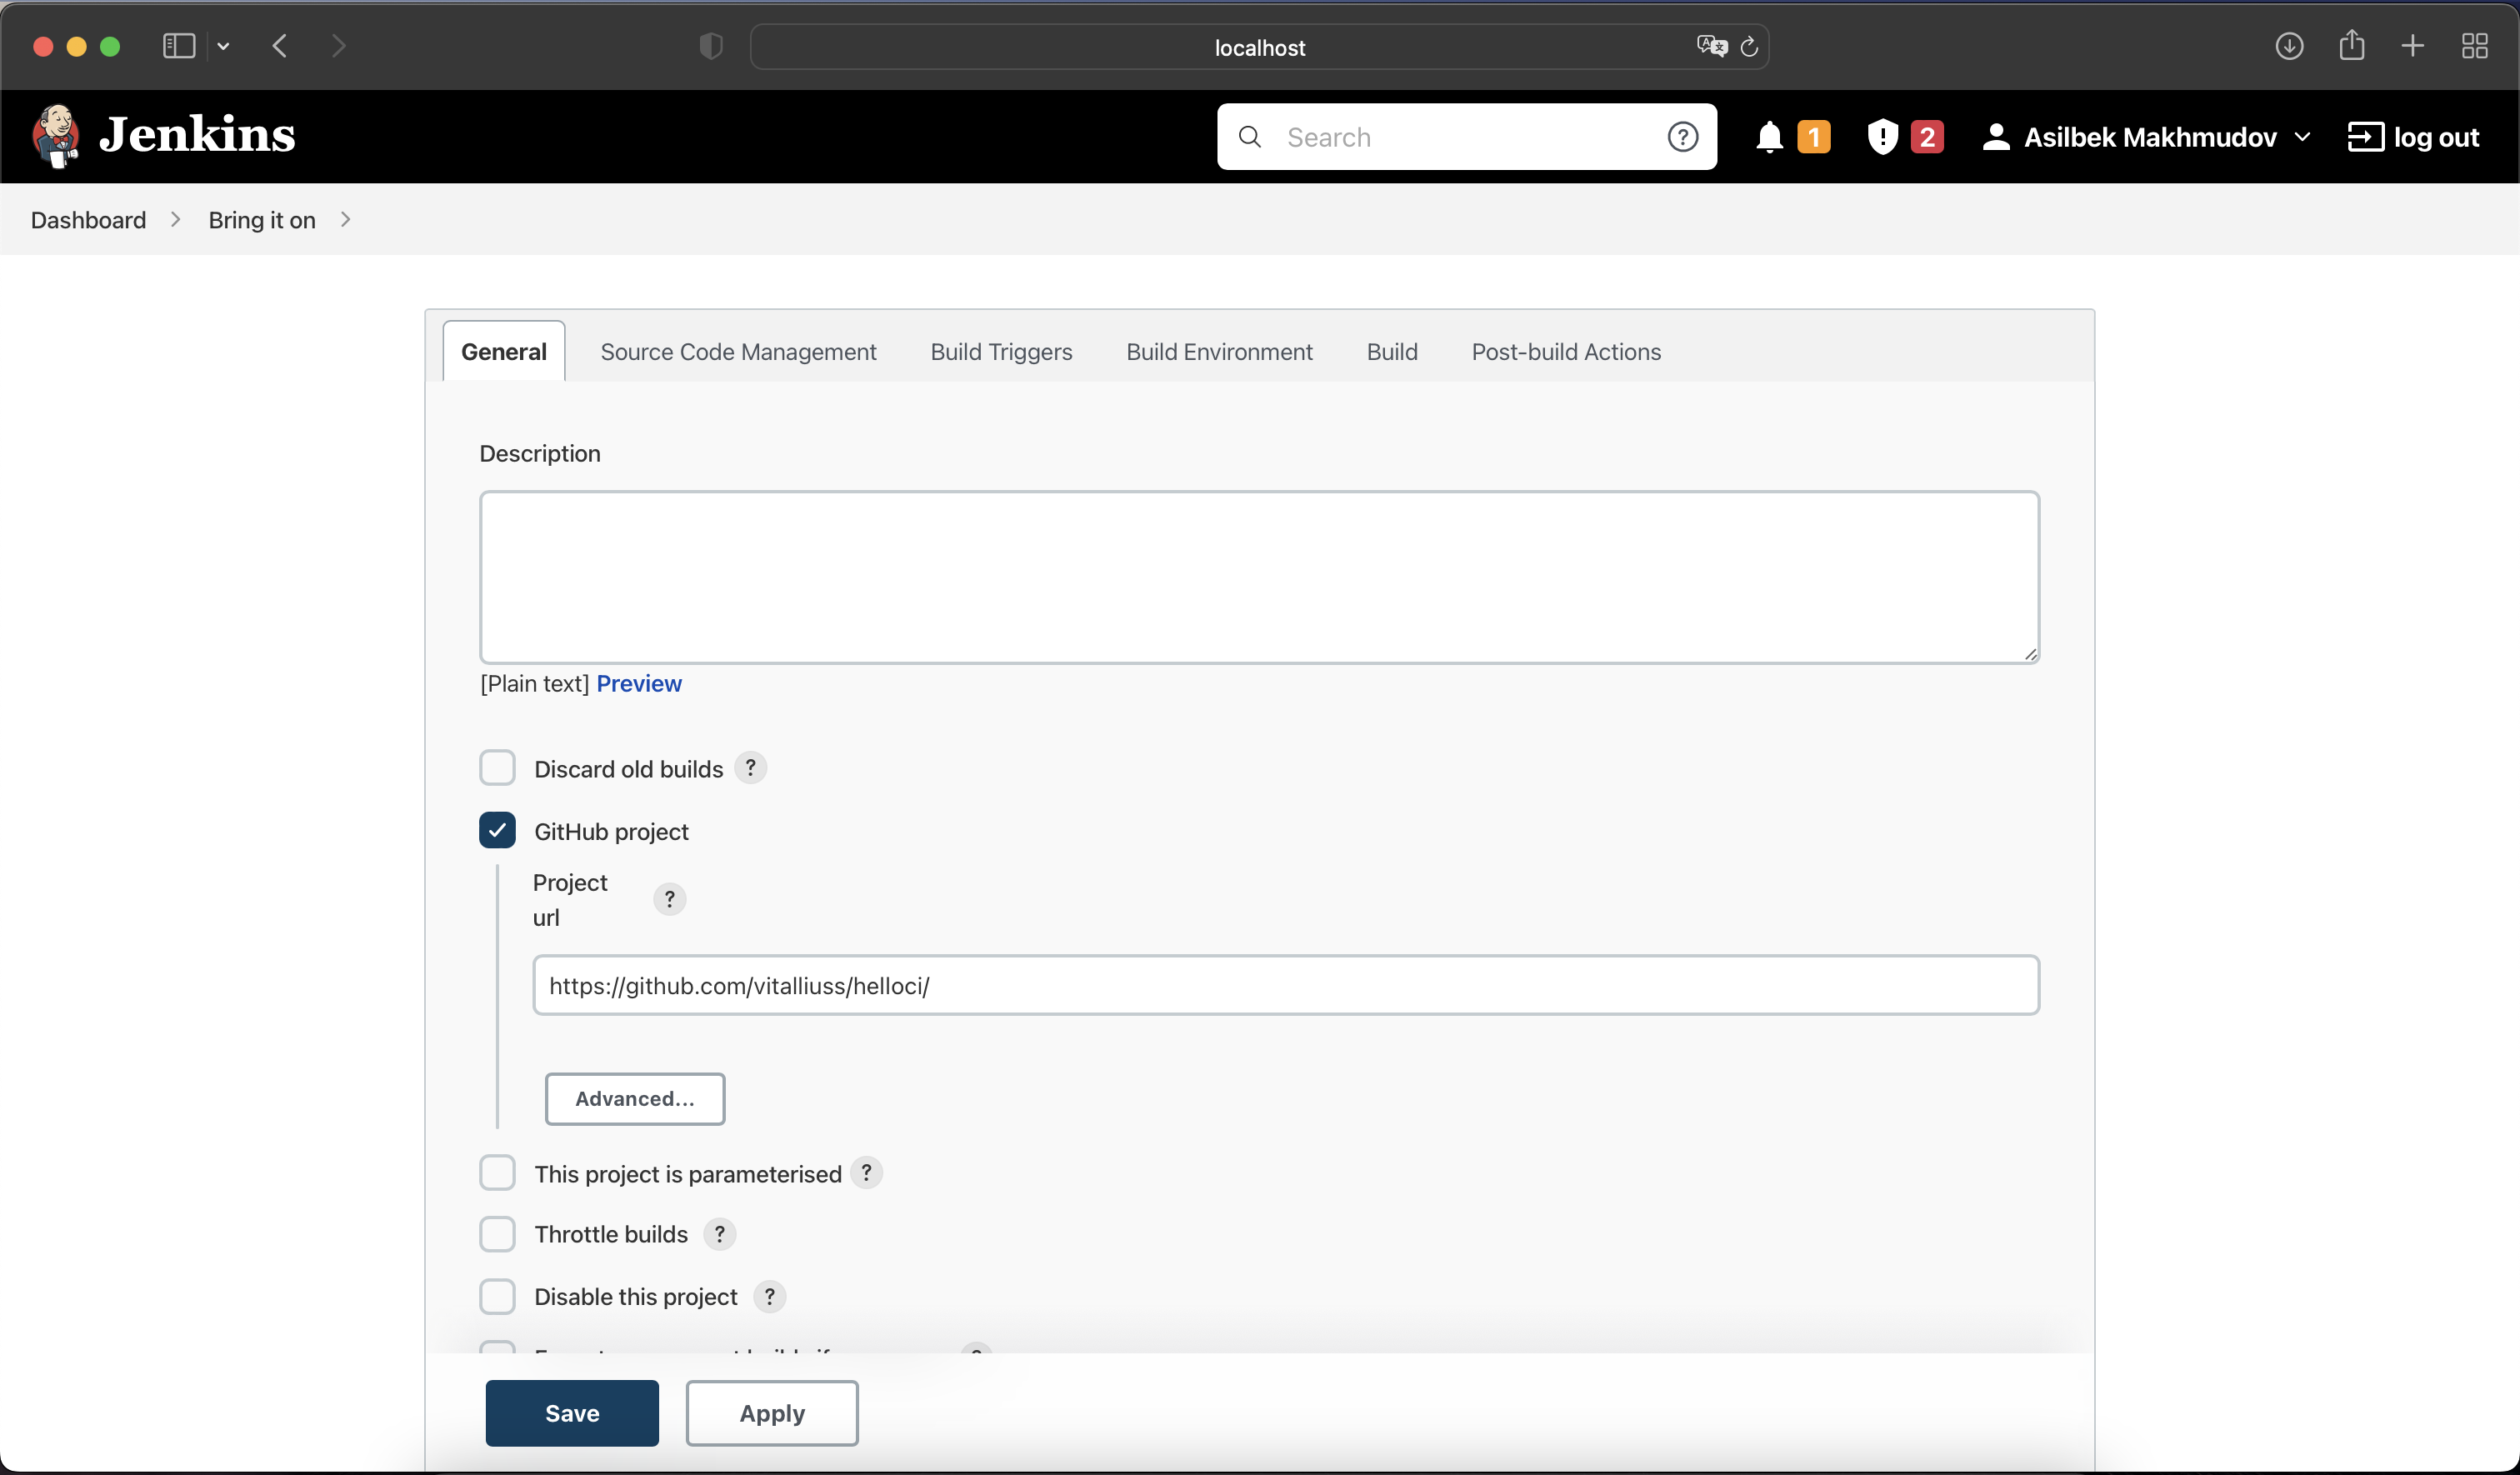 localhost
Jenkins
Search
1
2
Asilbek Makhmudov
log out
Dashboard
Bring it on
General
Source Code Management
Build Triggers
Build Environment
Build
Post-build Actions
Description
[Plain text] Preview
Discard old builds ?
GitHub project
Project
url
?
https://github.com/vitalliuss/helloci/
Advanced...
This project is parameterised ?
Throttle builds ?
Disable this project ?
Save
Apply